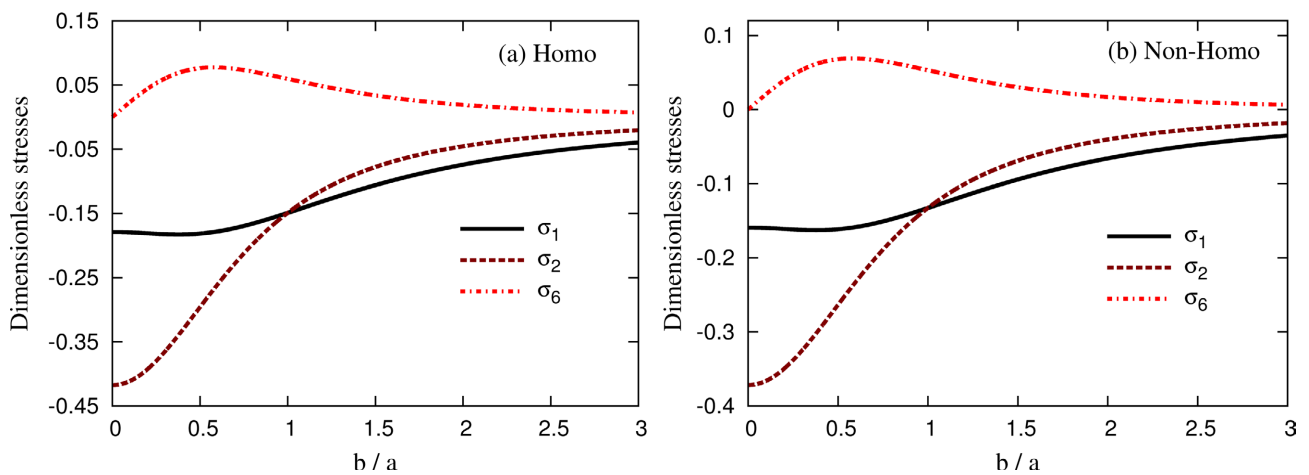 (a) Homo
Dimensionless stresses
0.15
0.05
-0.05
-0.15
-0.25
-0.35
-0.45
σ1
σ2
σ6
0 0.5 1 1.5 2 2.5 3
b / a
(b) Non-Homo
Dimensionless stresses
0.1
0
-0.1
-0.2
-0.3
-0.4
σ1
σ2
σ6
0 0.5 1 1.5 2 2.5 3
b / a